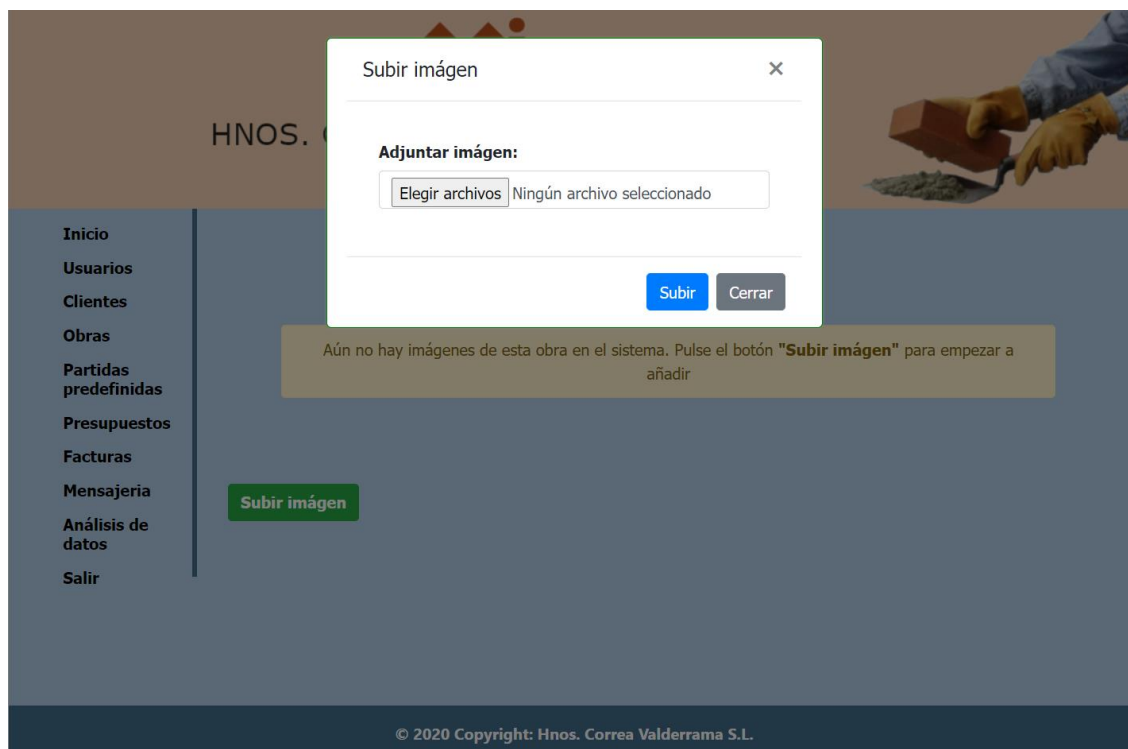 Subir imágen ×
HNOS.
Adjuntar imágen:
Elegir archivos Ningún archivo seleccionado
Subir Cerrar
Inicio
Usuarios
Clientes
Obras
Partidas
predefinidas
Presupuestos
Facturas
Mensajeria
Análisis de
datos
Salir
Aún no hay imágenes de esta obra en el sistema. Pulse el botón "Subir imágen" para empezar a
añadir
Subir imágen
© 2020 Copyright: Hnos. Correa Valderrama S.L.